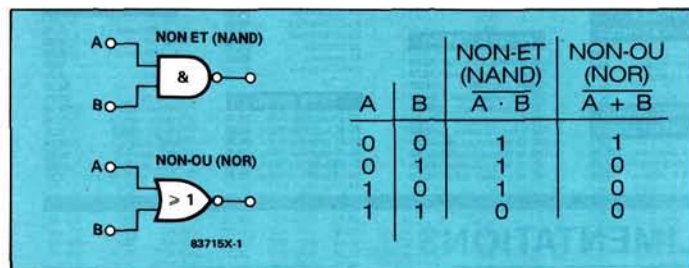 NON ET (NAND)
A
&
B
NON-OU (NOR)
A
≥ 1
B
83715X-1
NON-ET NON-OU
(NAND) (NOR)
A B A · B A + B
0 0 1 1
0 1 1 0
1 0 1 0
1 1 0 0